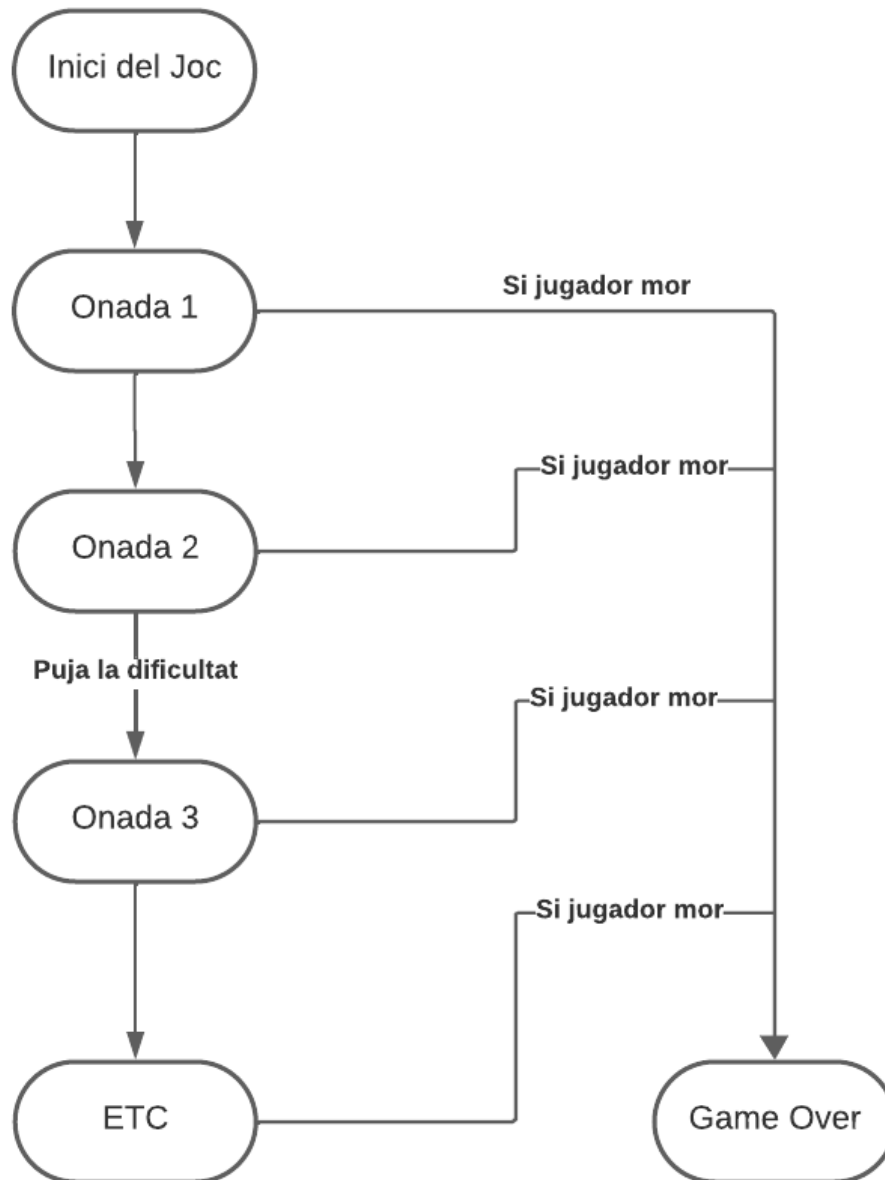 Inici del Joc
Si jugador mor
Onada 1
Si jugador mor
Onada 2
Puja la dificultat
Si jugador mor
Onada 3
Si jugador mor
ETC
Game Over